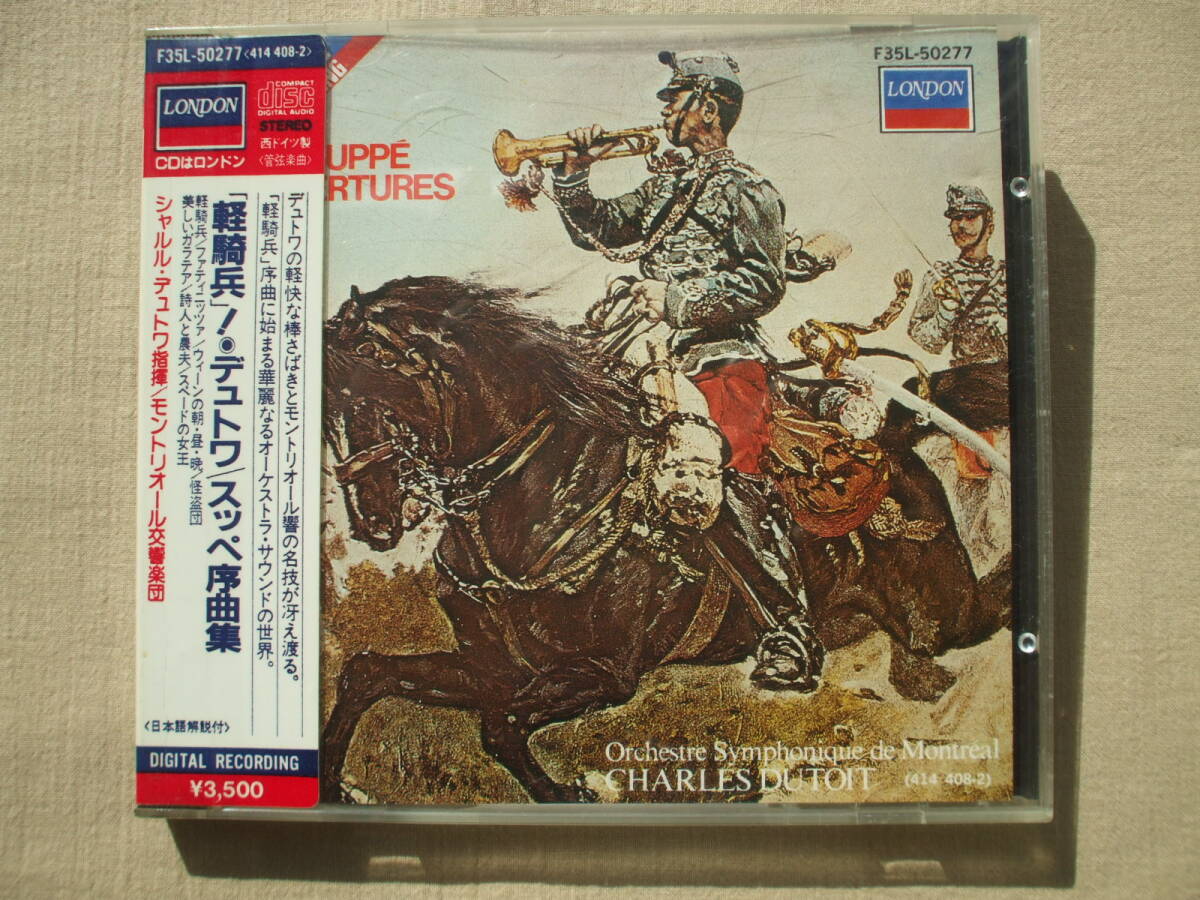 F35L-50277〈414 408-2〉
LONDON
COMPACT
disc
DIGITAL AUDIO
STEREO
西ドイツ製
〈管弦楽曲〉
CDはロンドン
デュトワの軽快な棒さばきとモントリオール響の名技が冴え渡る。
「軽騎兵」序曲に始まる華麗なるオーケストラ・サウンドの世界。
「軽騎兵」!◉デュトワ/スッペ序曲集
軽騎兵/ファティニッツァ/ウィーンの朝・昼・晩/怪盗団
美しいガラテア/詩人と農夫/スペードの女王
シャルル・デュトワ指揮/モントリオール交響楽団
〈日本語解説付〉
DIGITAL RECORDING
¥3,500
NG
UPPÉ
RTURES
F35L-50277
LONDON
Orchestre Symphonique de Montréal
CHARLES DUTOIT (414 408-2)